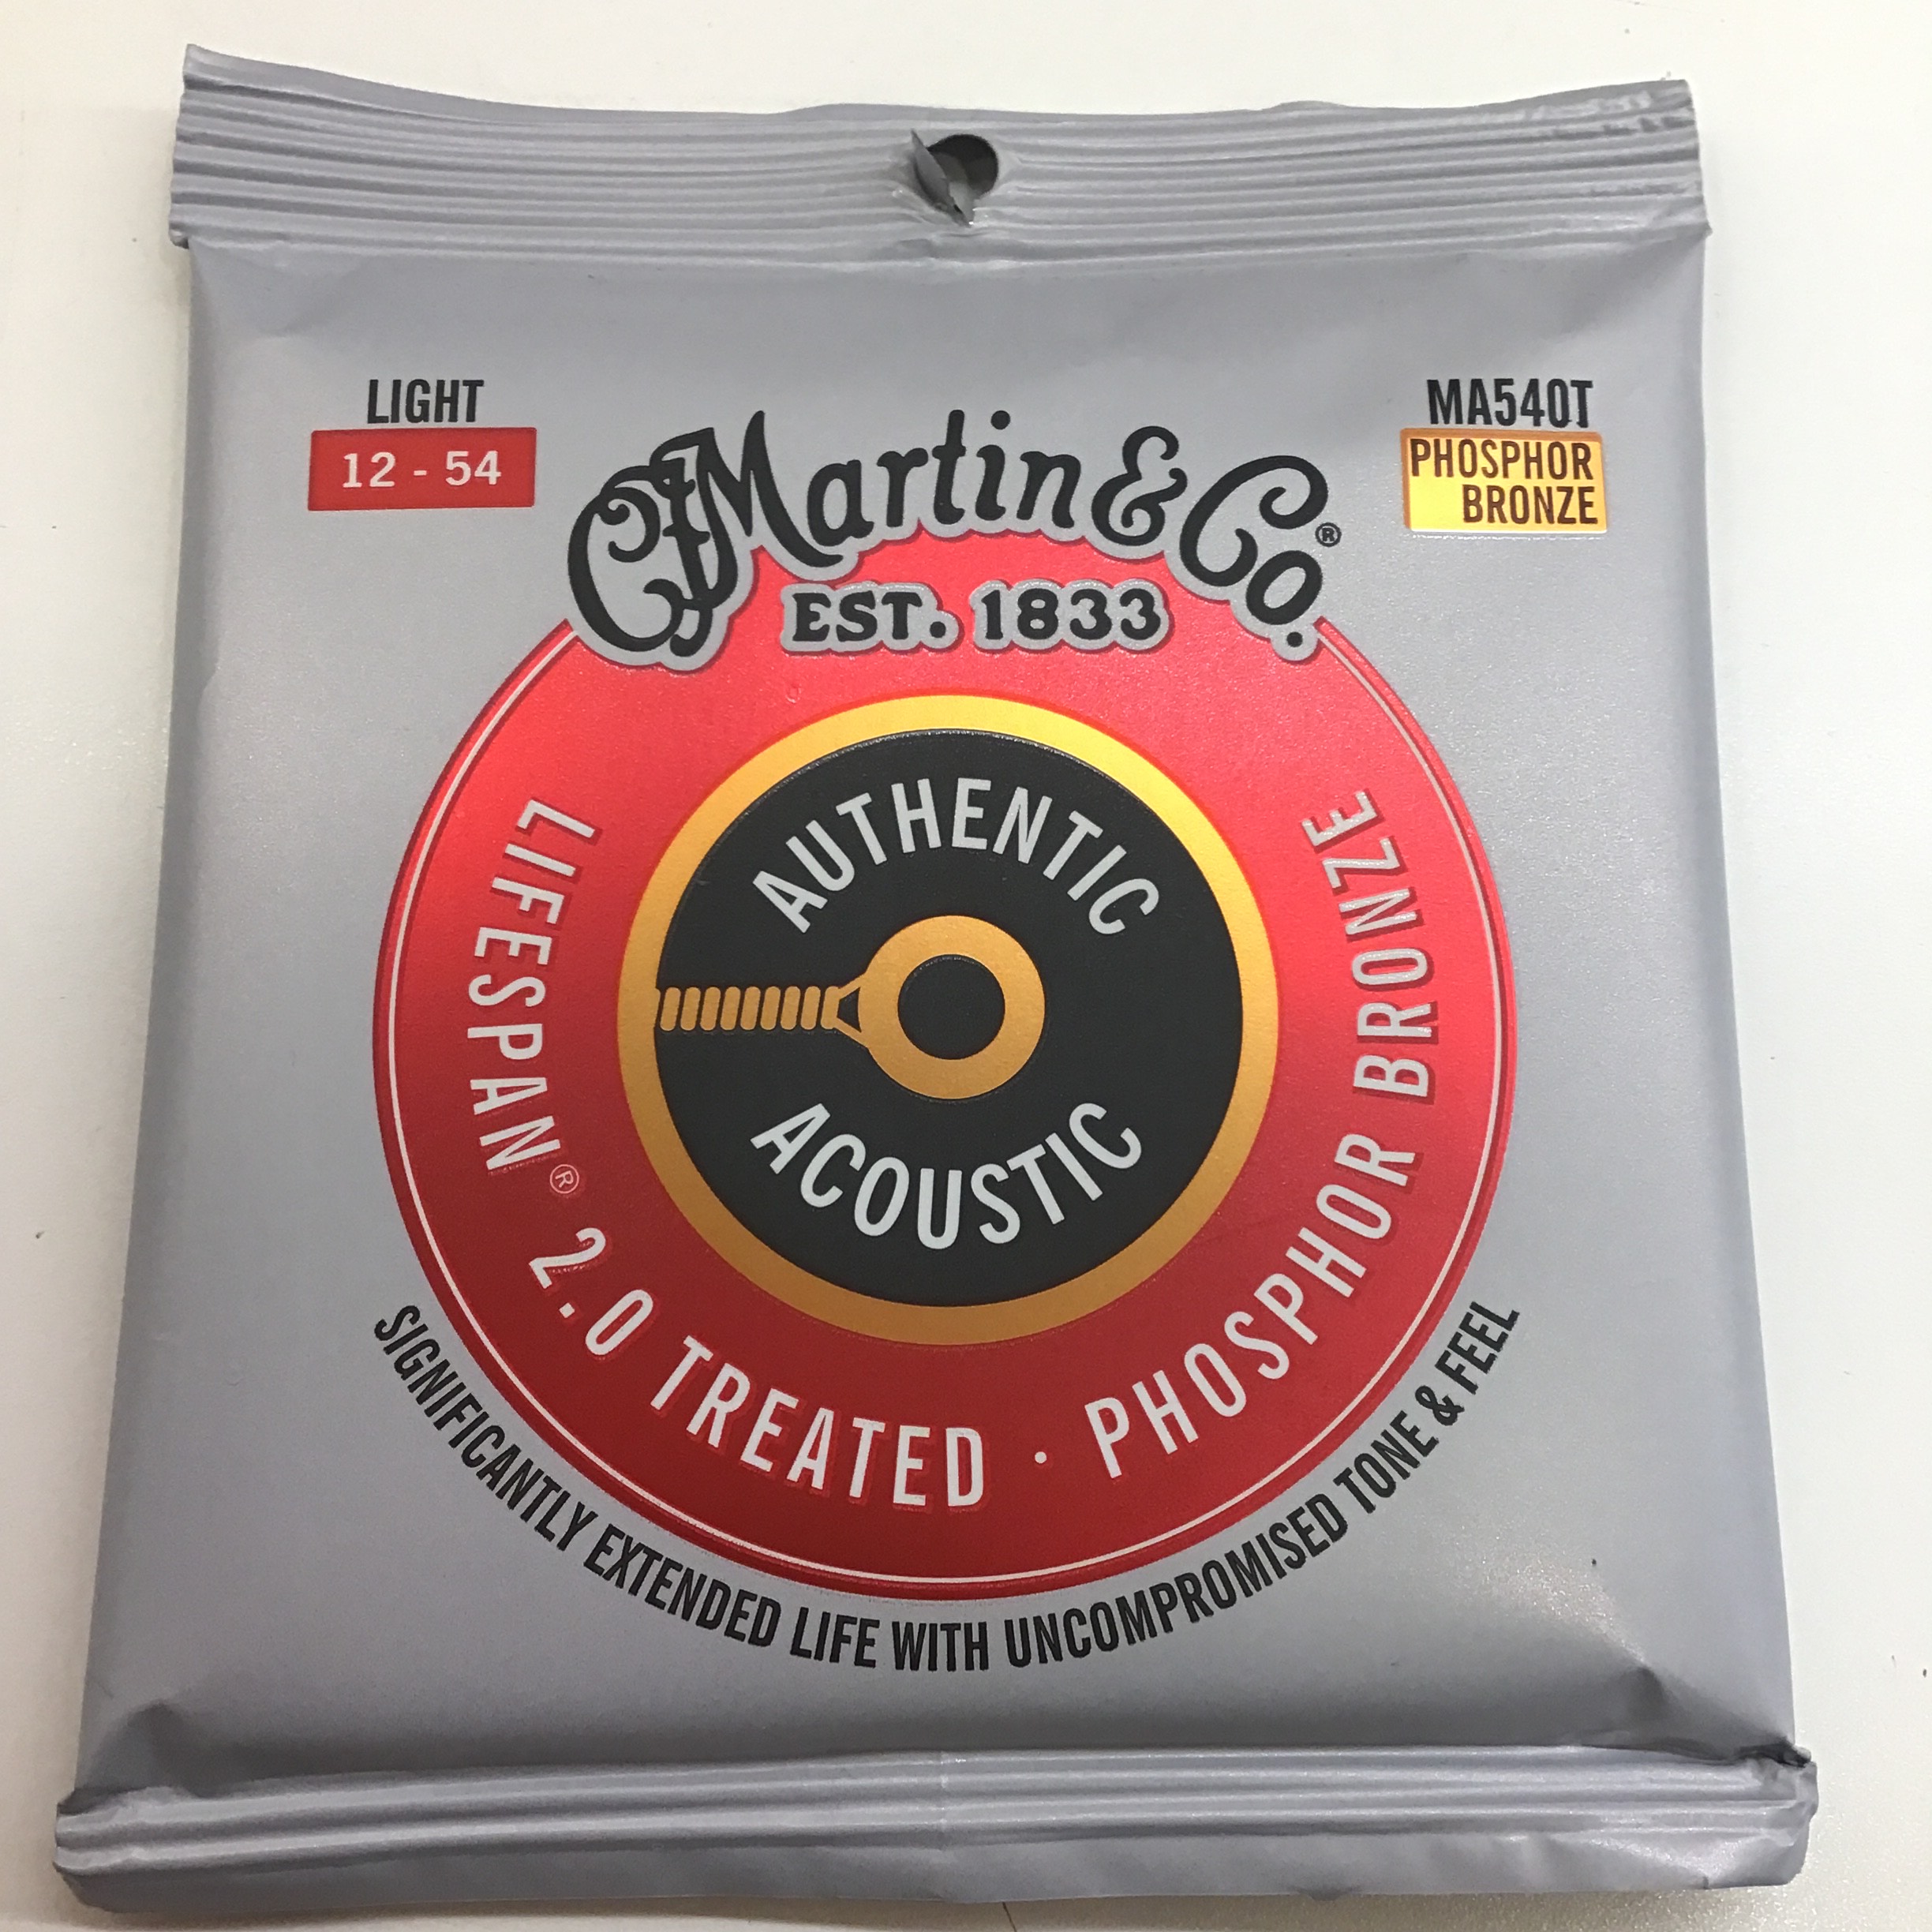 LIGHT
12 - 54
MA540T
PHOSPHOR
BRONZE
CF Martin & Co.®
EST. 1833
AUTHENTIC
ACOUSTIC
LIFESPAN® 2.0 TREATED · PHOSPHOR BRONZE
SIGNIFICANTLY EXTENDED LIFE WITH UNCOMPROMISED TONE & FEEL